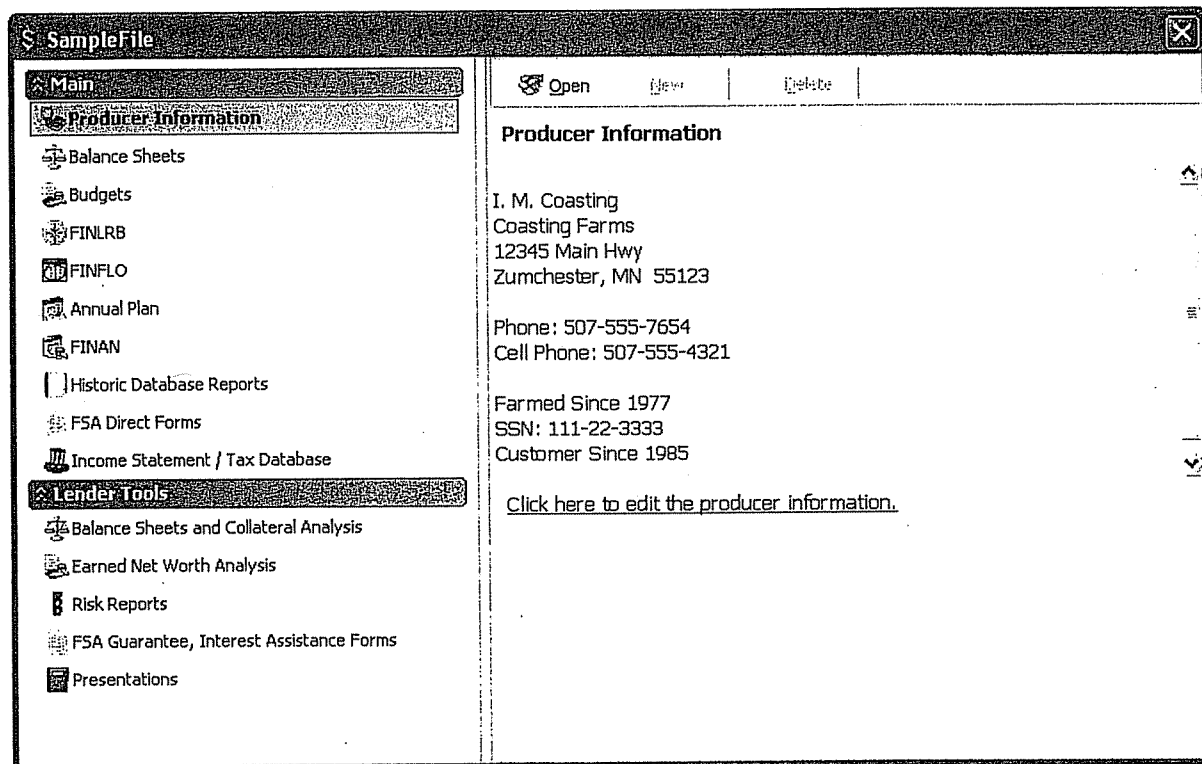 $ SampleFile
Main
Producer Information
Balance Sheets
Budgets
FINLRB
FINFLO
Annual Plan
FINAN
Historic Database Reports
FSA Direct Forms
Income Statement / Tax Database
Lender Tools
Balance Sheets and Collateral Analysis
Earned Net Worth Analysis
Risk Reports
FSA Guarantee, Interest Assistance Forms
Presentations
Open New Delete
Producer Information
I. M. Coasting
Coasting Farms
12345 Main Hwy
Zumchester, MN 55123
Phone: 507-555-7654
Cell Phone: 507-555-4321
Farmed Since 1977
SSN: 111-22-3333
Customer Since 1985
Click here to edit the producer information.